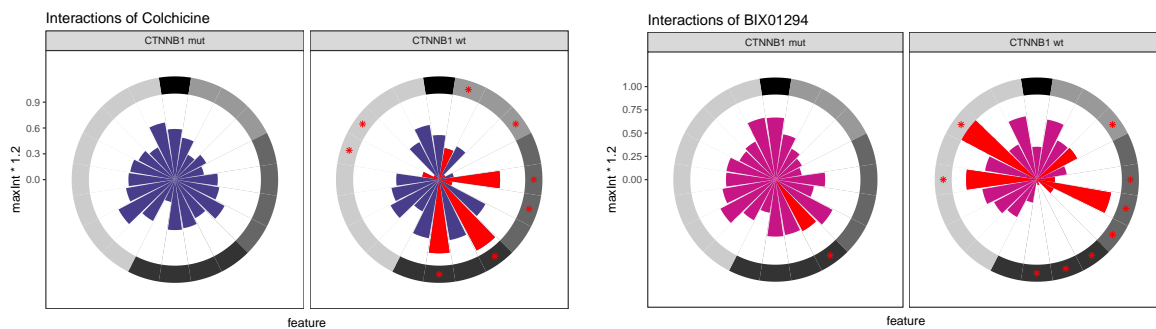 Interactions of Colchicine
CTNNB1 mut
CTNNB1 wt
maxInt * 1.2
0.9
0.6
0.3
0.0
feature
Interactions of BIX01294
CTNNB1 mut
CTNNB1 wt
maxInt * 1.2
1.00
0.75
0.50
0.25
0.00
feature